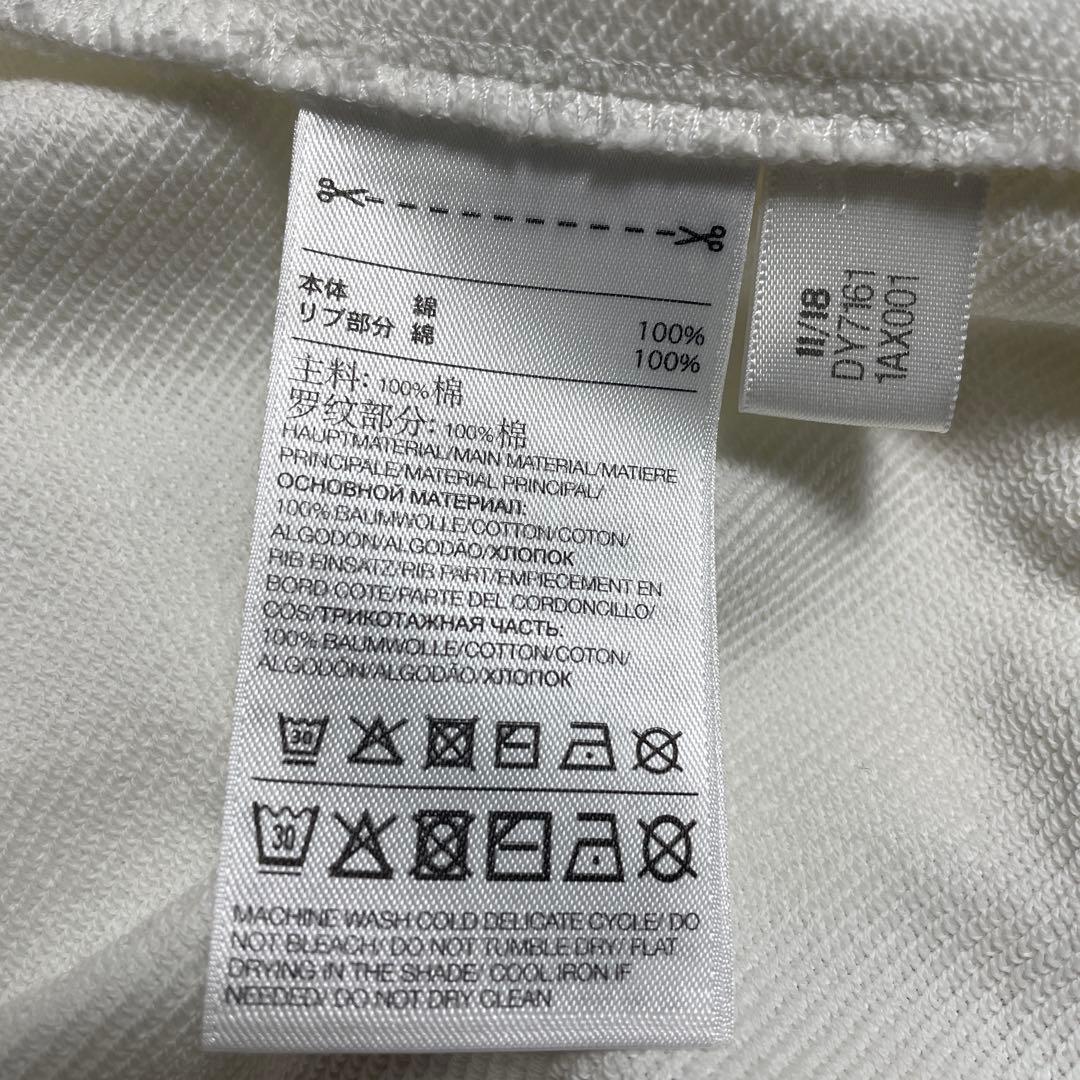 本体 綿 100%
リブ部分 綿 100%
主料: 100%棉
罗纹部分: 100%棉
HAUPTMATERIAL/MAIN MATERIAL/MATIERE
PRINCIPALE/MATERIAL PRINCIPAL/
ОСНОВНОЙ МАТЕРИАЛ:
100% BAUMWOLLE/COTTON/COTON/
ALGODON/ALGODÃO/ХЛОПОК
RIB EINSATZ/RIB PART/EMPIECEMENT EN
BORD COTE/PARTE DEL CORDONCILLO/
COS/ТРИКОТАЖНАЯ ЧАСТЬ:
100% BAUMWOLLE/COTTON/COTON/
ALGODON/ALGODÃO/ХЛОПОК
30
30
MACHINE WASH COLD DELICATE CYCLE/ DO
NOT BLEACH/ DO NOT TUMBLE DRY/ FLAT
DRYING IN THE SHADE/ COOL IRON IF
NEEDED/ DO NOT DRY CLEAN
11/18
DY7161
1AX001